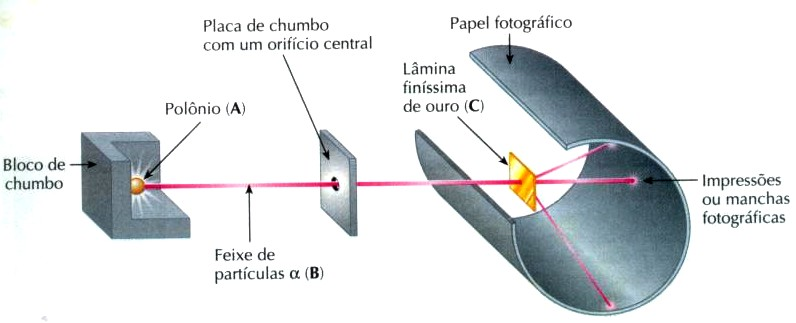 Placa de chumbo
com um orifício central
Papel fotográfico
Lâmina
finíssima
de ouro (C)
Polônio (A)
Bloco de
chumbo
Impressões
ou manchas
fotográficas
Feixe de
partículas α (B)